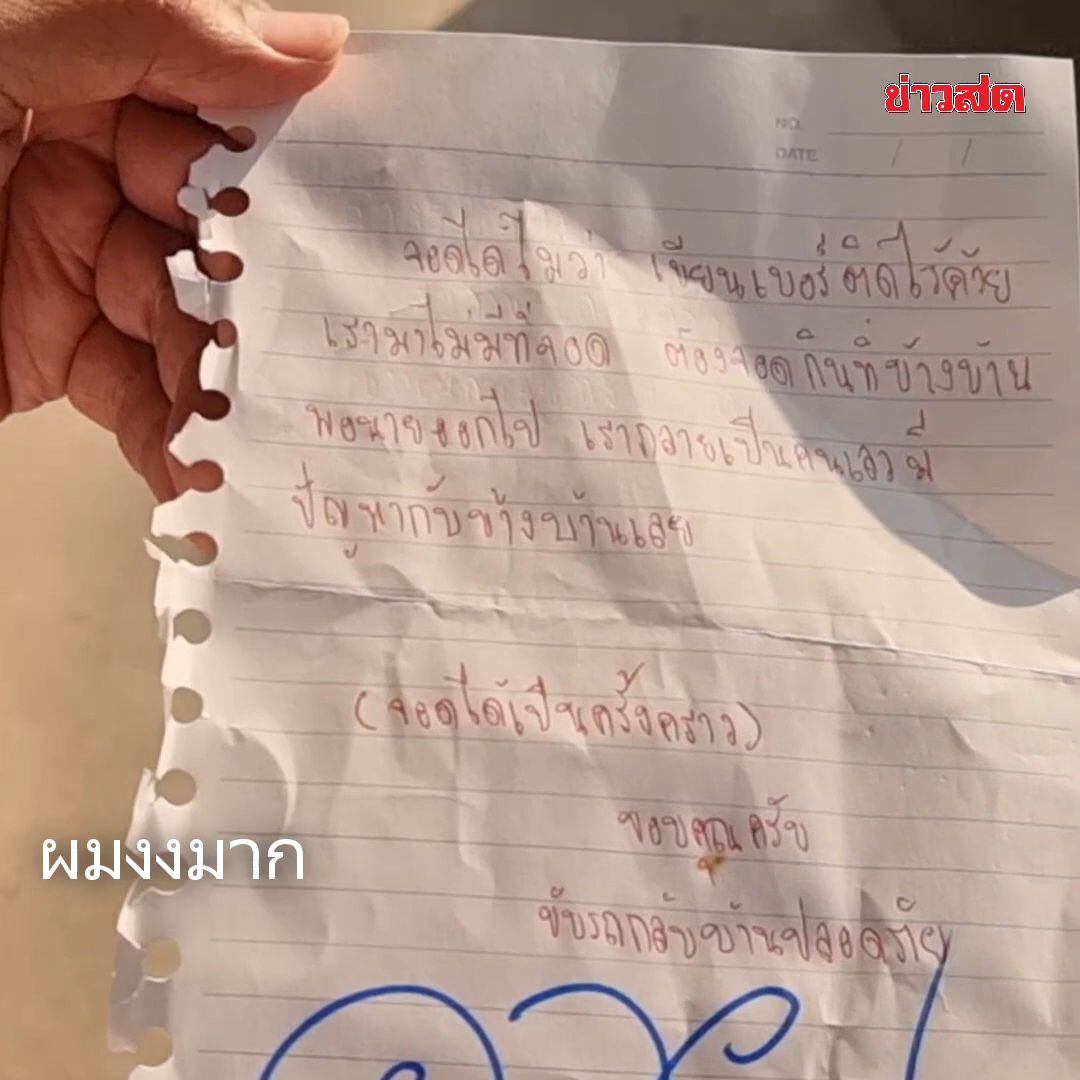 ข่าวสด
NO.
DATE / /
จอดได้ไม่ว่า เขียนเบอร์ติดไว้ด้วย
เรามาไม่มีที่จอด ต้องจอดกินที่ข้างบ้าน
พอนายออกไป เรากลายเป็นคนเลว มี
ปัญหากับข้างบ้านเลย
(จอดได้เป็นครั้งคราว)
ขอบคุณครับ
ผมงงมาก
ขับรถกลับบ้านปลอดภัย